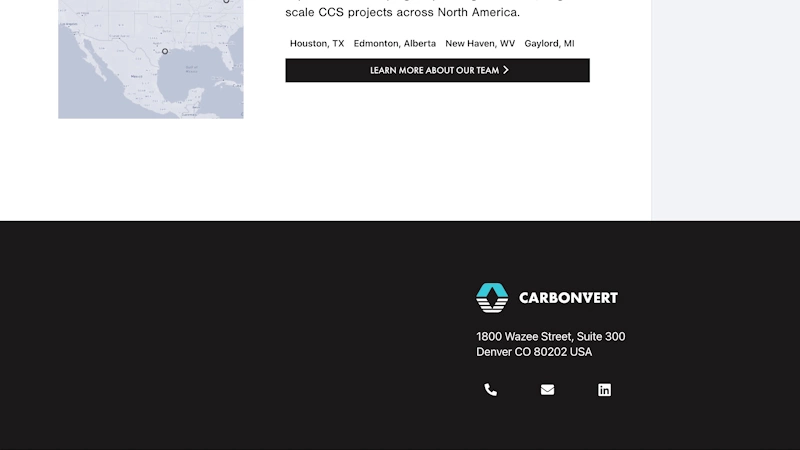 scale CCS projects across North America.
Houston, TX Edmonton, Alberta New Haven, WV Gaylord, MI
LEARN MORE ABOUT OUR TEAM
Mexico
CARBONVERT
1800 Wazee Street, Suite 300
Denver CO 80202 USA